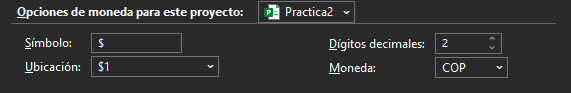 Opciones de moneda para este proyecto: Practica2
Símbolo: $ Dígitos decimales: 2
Ubicación: $1 Moneda: COP